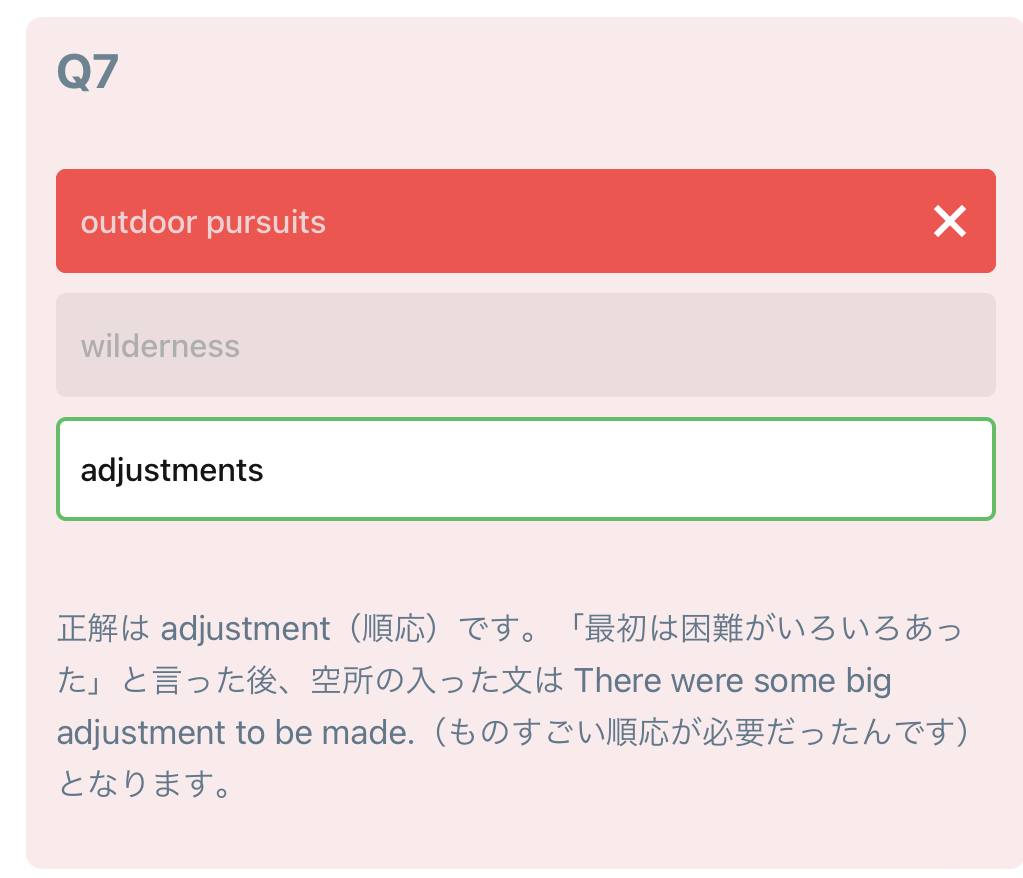 Q7
outdoor pursuits
wilderness
adjustments
正解は adjustment（順応）です。「最初は困難がいろいろあっ
た」と言った後、空所の入った文は There were some big
adjustment to be made.（ものすごい順応が必要だったんです）
となります。